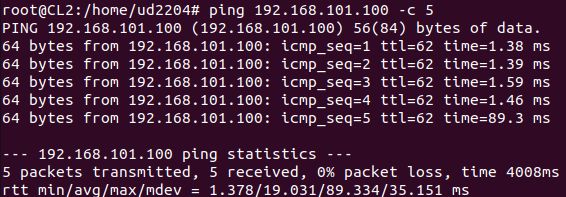 root@CL2:/home/ud2204# ping 192.168.101.100 -c 5
PING 192.168.101.100 (192.168.101.100) 56(84) bytes of data.
64 bytes from 192.168.101.100: icmp_seq=1 ttl=62 time=1.38 ms
64 bytes from 192.168.101.100: icmp_seq=2 ttl=62 time=1.39 ms
64 bytes from 192.168.101.100: icmp_seq=3 ttl=62 time=1.59 ms
64 bytes from 192.168.101.100: icmp_seq=4 ttl=62 time=1.46 ms
64 bytes from 192.168.101.100: icmp_seq=5 ttl=62 time=89.3 ms
--- 192.168.101.100 ping statistics ---
5 packets transmitted, 5 received, 0% packet loss, time 4008ms
rtt min/avg/max/mdev = 1.378/19.031/89.334/35.151 ms